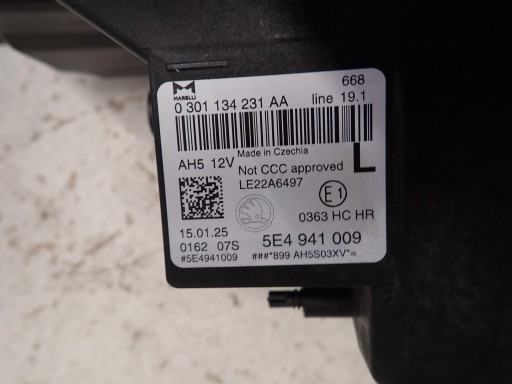 668
MARELLI
0 301 134 231 AA line 19.1
Made in Czechia
AH5 12V
Not CCC approved L
LE22A6497
E1
0363 HC HR
15.01.25
0162 07S 5E4 941 009
#5E4941009 ###*899 AH5S03XV*=